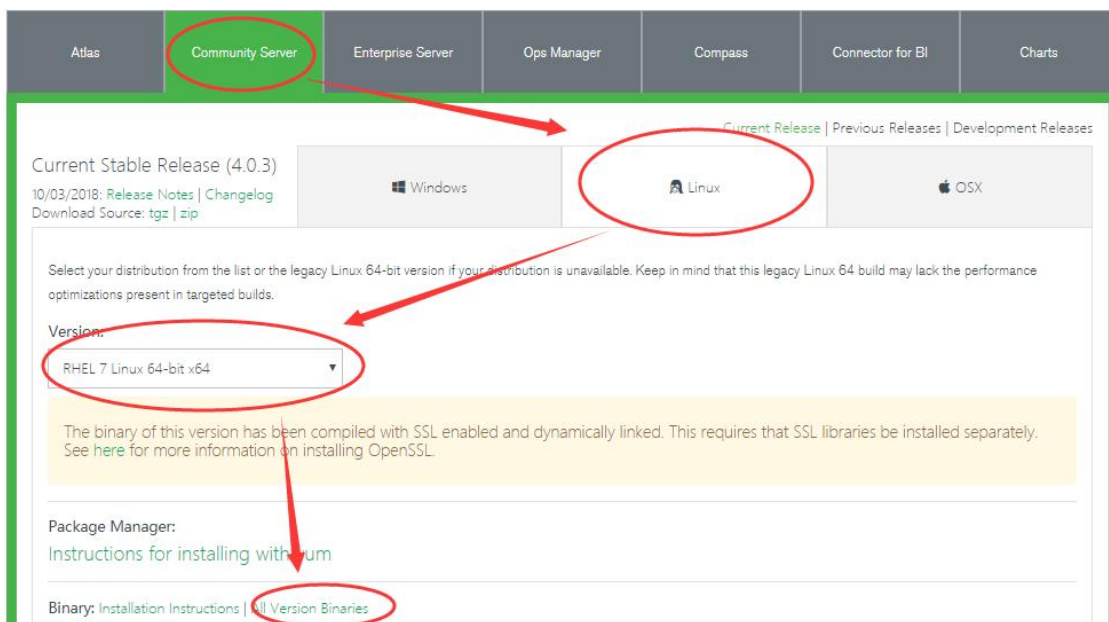 Atlas
Community Server
Enterprise Server
Ops Manager
Compass
Connector for BI
Charts
Current Release | Previous Releases | Development Releases
Current Stable Release (4.0.3)
10/03/2018: Release Notes | Changelog
Download Source: tgz | zip
Windows
Linux
OSX
Select your distribution from the list or the legacy Linux 64-bit version if your distribution is unavailable. Keep in mind that this legacy Linux 64 build may lack the performance
optimizations present in targeted builds.
Version:
RHEL 7 Linux 64-bit x64
The binary of this version has been compiled with SSL enabled and dynamically linked. This requires that SSL libraries be installed separately.
See here for more information on installing OpenSSL.
Package Manager:
Instructions for installing with yum
Binary: Installation Instructions | All Version Binaries